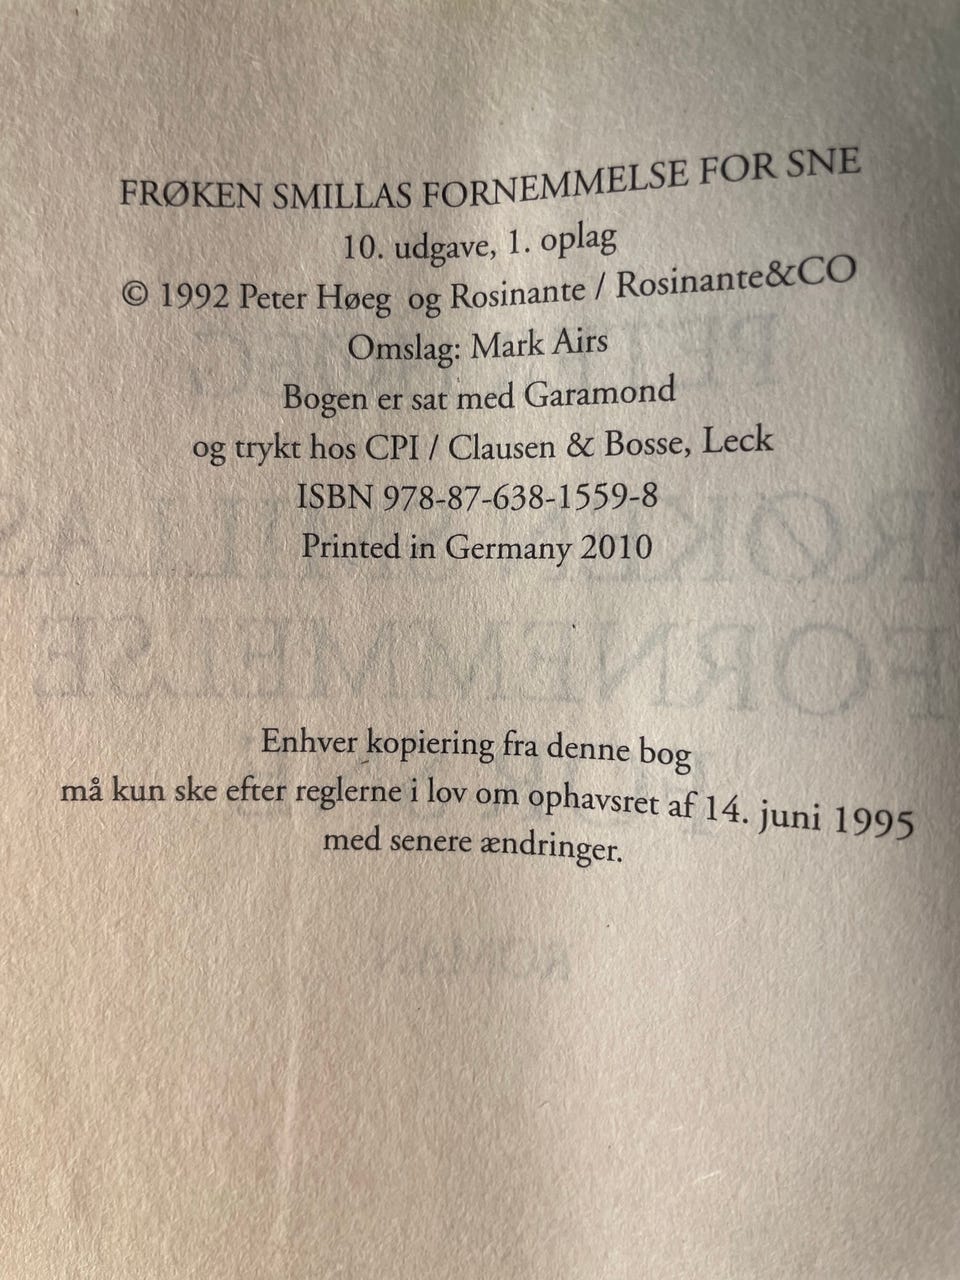 FRØKEN SMILLAS FORNEMMELSE FOR SNE
10. udgave, 1. oplag
© 1992 Peter Høeg og Rosinante / Rosinante&CO
Omslag: Mark Airs
Bogen er sat med Garamond
og trykt hos CPI / Clausen & Bosse, Leck
ISBN 978-87-638-1559-8
Printed in Germany 2010
Enhver kopiering fra denne bog
må kun ske efter reglerne i lov om ophavsret af 14. juni 1995
med senere ændringer.